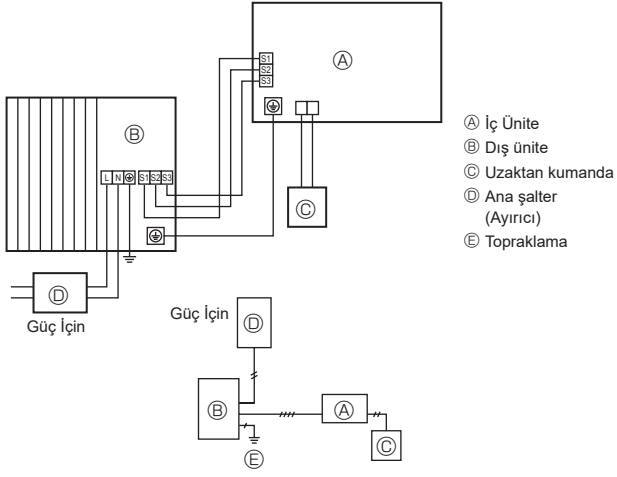 Ⓐ
S1
S2
S3
Ⓑ
L N S1 S2 S3
Ⓒ
Ⓓ
Güç İçin
Ⓐ İç Ünite
Ⓑ Dış ünite
Ⓒ Uzaktan kumanda
Ⓓ Ana şalter
(Ayırıcı)
Ⓔ Topraklama
Güç İçin
Ⓓ
Ⓑ
Ⓐ
Ⓒ
Ⓔ